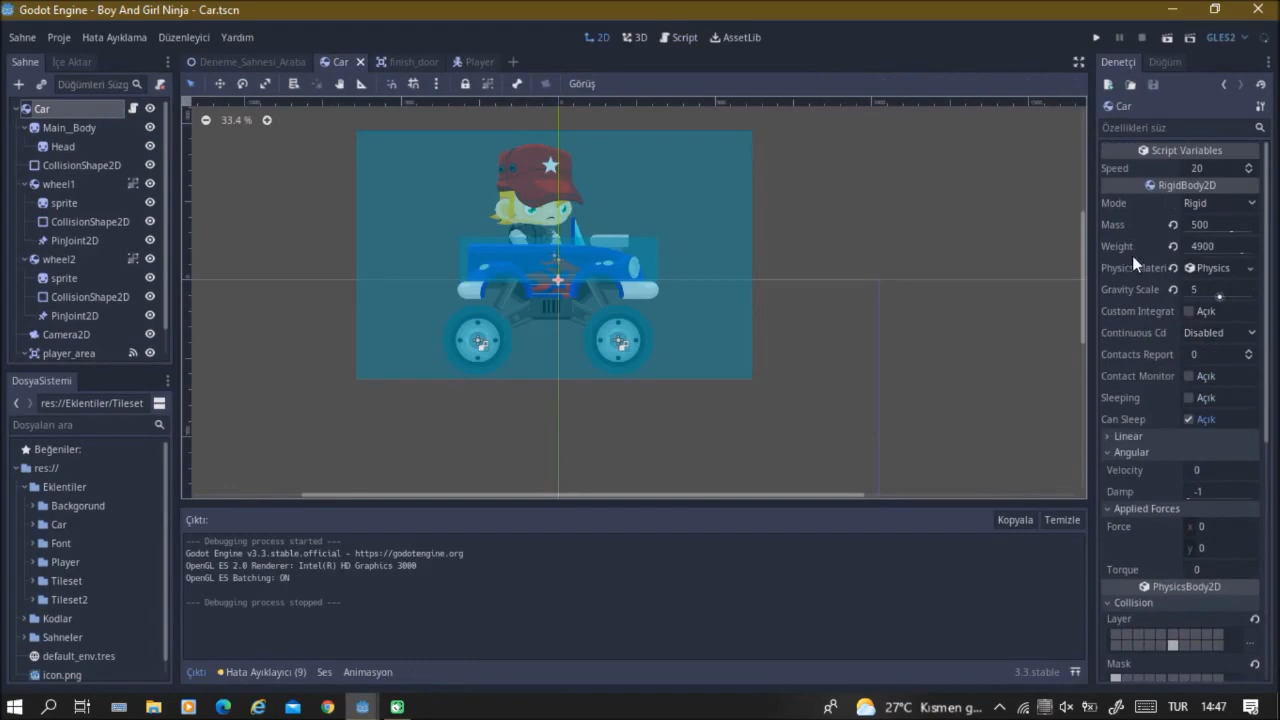 Godot Engine - Boy And Girl Ninja - Car.tscn
Sahne Proje Hata Ayıklama Düzenleyici Yardım
2D 3D Script AssetLib
GLES2
Sahne İçe Aktar
Deneme_Sahnesi_Araba Car finish_door Player
Denetçi Düğüm
Düğümleri Süzg
Görüş
Car
Main__Body
Head
CollisionShape2D
wheel1
sprite
CollisionShape2D
PinJoint2D
wheel2
sprite
CollisionShape2D
PinJoint2D
Camera2D
player_area
33.4 %
DosyaSistemi
res://Eklentiler/Tileset
Dosyaları ara
Beğeniler:
res://
Eklentiler
Backgorund
Car
Font
Player
Tileset
Tileset2
Kodlar
Sahneler
default_env.tres
icon.png
Çıktı:
Kopyala Temizle
--- Debugging process started ---
Godot Engine v3.3.stable.official - https://godotengine.org
OpenGL ES 2.0 Renderer: Intel(R) HD Graphics 3000
OpenGL ES Batching: ON
--- Debugging process stopped ---
Çıktı Hata Ayıklayıcı (9) Ses Animasyon
3.3.stable
Car
Özellikleri süz
Script Variables
Speed 20
RigidBody2D
Mode Rigid
Mass 500
Weight 4900
Physics Materi Physics
Gravity Scale 5
Custom Integrat Açık
Continuous Cd Disabled
Contacts Report 0
Contact Monitor Açık
Sleeping Açık
Can Sleep Açık
Linear
Angular
Velocity 0
Damp -1
Applied Forces
Force x 0
y 0
Torque 0
PhysicsBody2D
Collision
Layer
Mask
27°C Kısmen g...
TUR 14:47